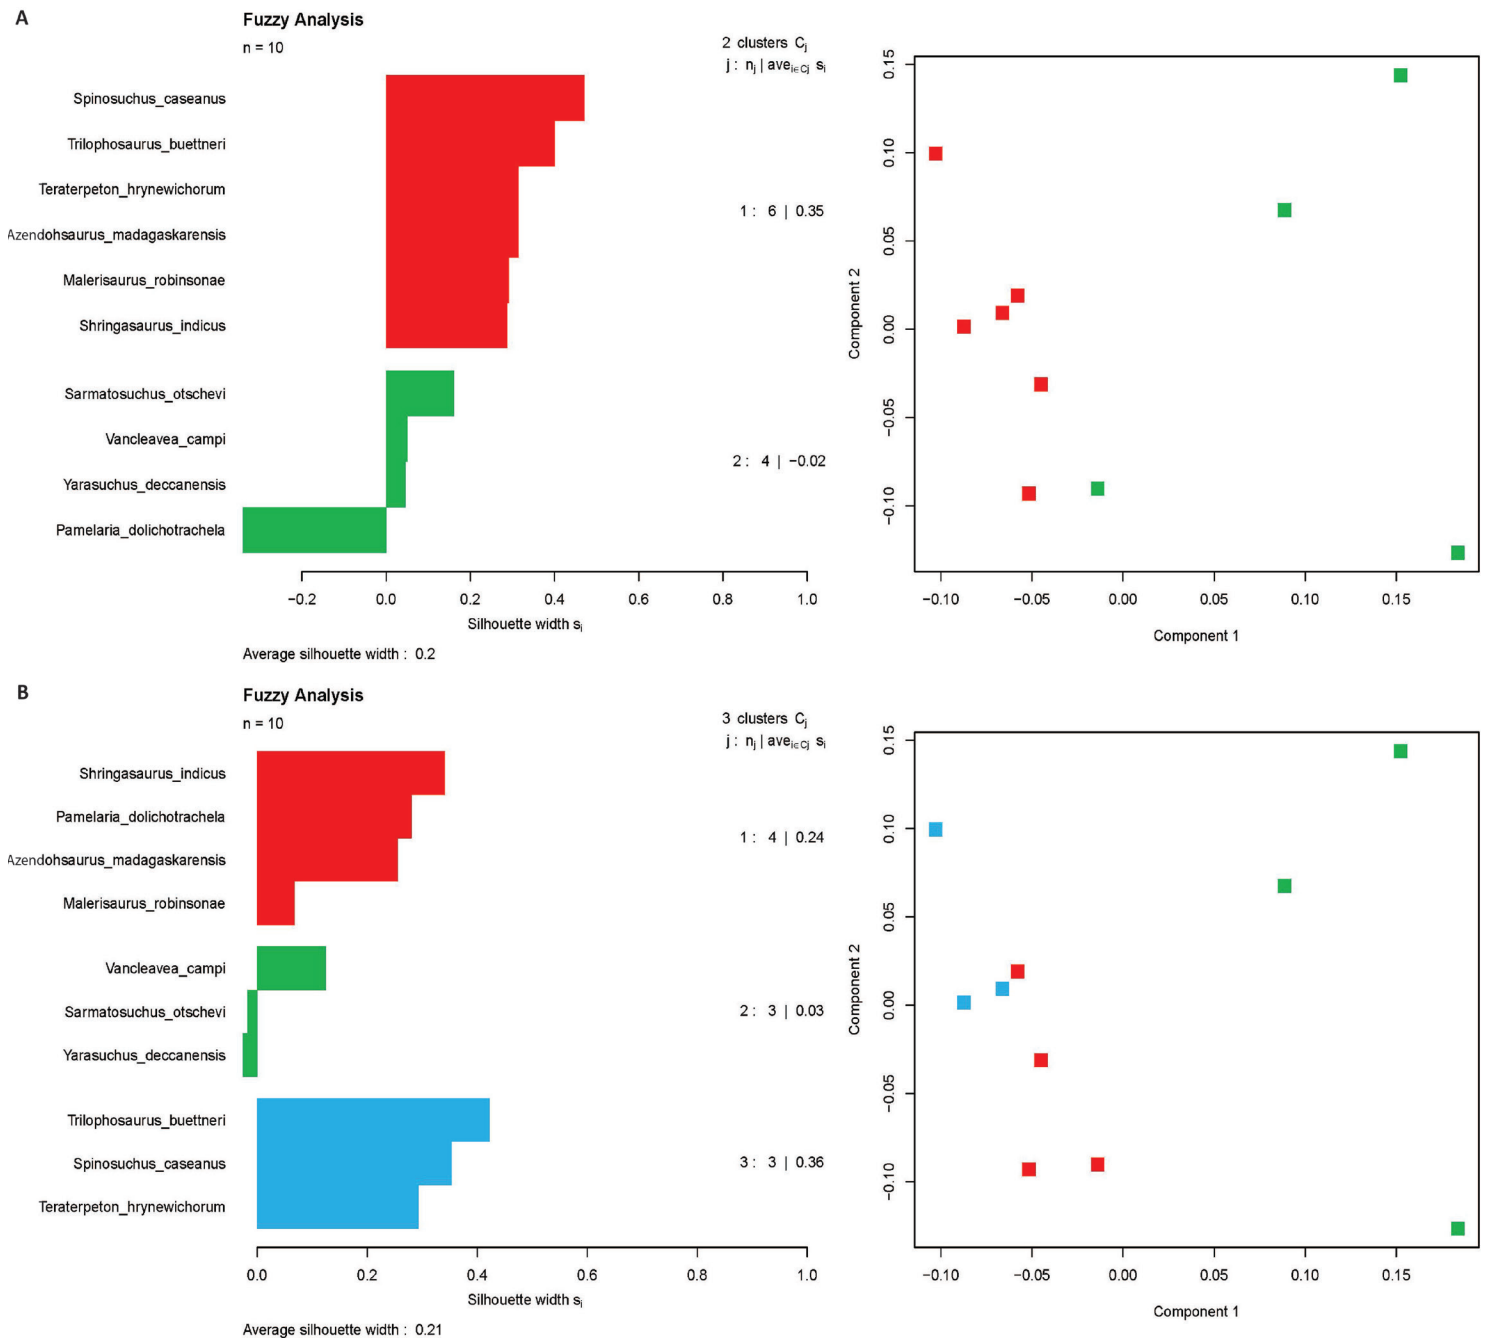 A
Fuzzy Analysis
n = 10
2 clusters Cj
j : nj | avei∈Cj si
Spinosuchus_caseanus
Trilophosaurus_buettneri
Teraterpeton_hrynewichorum
1 : 6 | 0.35
Azendohsaurus_madagaskarensis
Malerisaurus_robinsonae
Shringasaurus_indicus
Sarmatosuchus_otschevi
Vancleavea_campi
2 : 4 | −0.02
Yarasuchus_deccanensis
Pamelaria_dolichotrachela
−0.2 0.0 0.2 0.4 0.6 0.8 1.0
Silhouette width si
Average silhouette width : 0.2
0.15
0.10
0.05
0.00
−0.05
−0.10
Component 2
−0.10 −0.05 0.00 0.05 0.10 0.15
Component 1
B
Fuzzy Analysis
n = 10
3 clusters Cj
j : nj | avei∈Cj si
Shringasaurus_indicus
Pamelaria_dolichotrachela
1 : 4 | 0.24
Azendohsaurus_madagaskarensis
Malerisaurus_robinsonae
Vancleavea_campi
Sarmatosuchus_otschevi
2 : 3 | 0.03
Yarasuchus_deccanensis
Trilophosaurus_buettneri
Spinosuchus_caseanus
3 : 3 | 0.36
Teraterpeton_hrynewichorum
0.0 0.2 0.4 0.6 0.8 1.0
Silhouette width si
Average silhouette width : 0.21
0.15
0.10
0.05
0.00
−0.05
−0.10
Component 2
−0.10 −0.05 0.00 0.05 0.10 0.15
Component 1